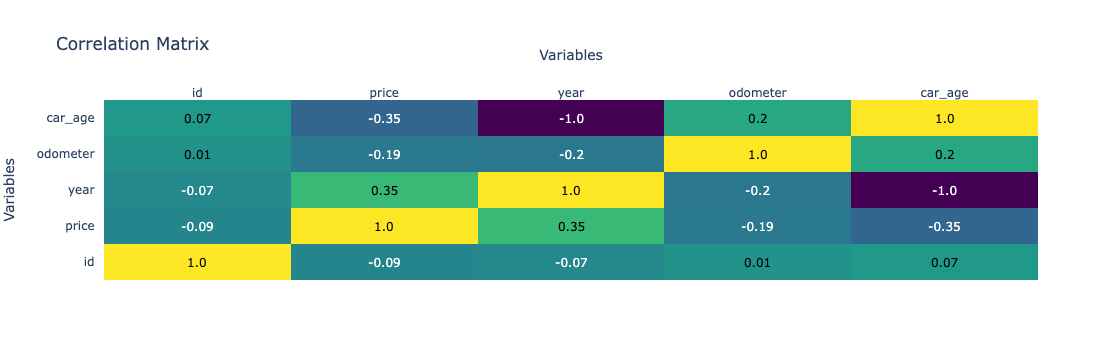 Correlation Matrix
Variables
id price year odometer car_age
car_age 0.07 -0.35 -1.0 0.2 1.0
odometer 0.01 -0.19 -0.2 1.0 0.2
year -0.07 0.35 1.0 -0.2 -1.0
price -0.09 1.0 0.35 -0.19 -0.35
id 1.0 -0.09 -0.07 0.01 0.07
Variables